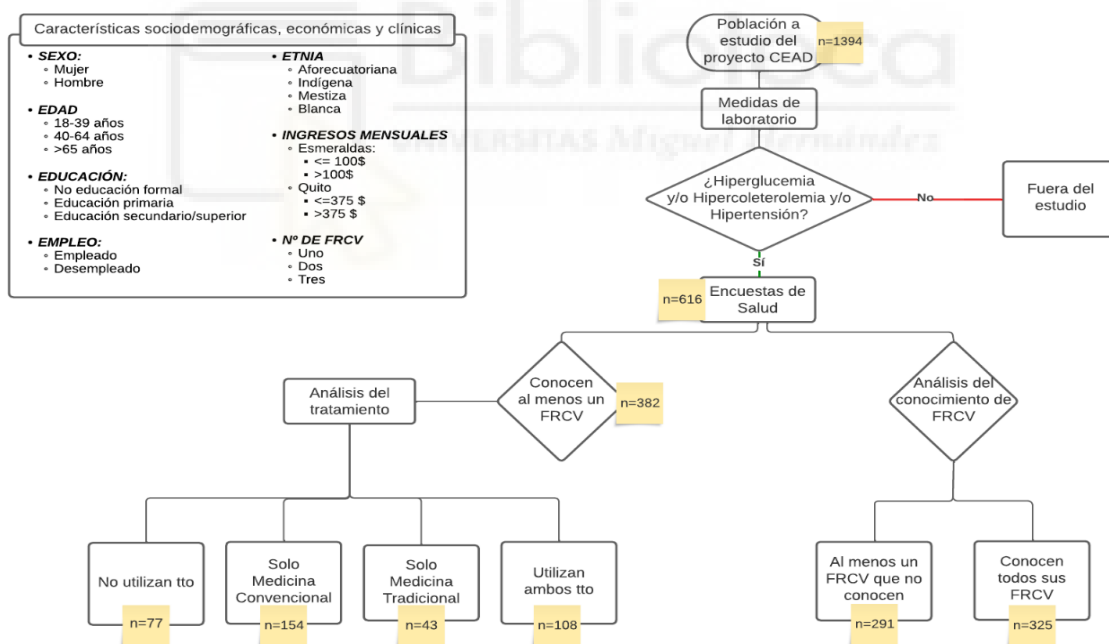 Biblioteca
UNIVERSITAS Miguel Hernández
Características sociodemográficas, económicas y clínicas
• SEXO:
◦ Mujer
◦ Hombre
• EDAD
◦ 18-39 años
◦ 40-64 años
◦ >65 años
• EDUCACIÓN:
◦ No educación formal
◦ Educación primaria
◦ Educación secundario/superior
• EMPLEO:
◦ Empleado
◦ Desempleado
• ETNIA
◦ Aforecuatoriana
◦ Indígena
◦ Mestiza
◦ Blanca
• INGRESOS MENSUALES
◦ Esmeraldas:
▪ <= 100$
▪ >100$
◦ Quito
▪ <=375 $
▪ >375 $
• Nº DE FRCV
◦ Uno
◦ Dos
◦ Tres
Población a
estudio del
proyecto CEAD
n=1394
Medidas de
laboratorio
¿Hiperglucemia
y/o Hipercoleterolemia y/o
Hipertensión?
No
Fuera del
estudio
Sí
n=616
Encuestas de
Salud
Análisis del
tratamiento
Conocen
al menos un
FRCV
n=382
Análisis del
conocimiento de
FRCV
No utilizan tto
n=77
Solo
Medicina
Convencional
n=154
Solo
Medicina
Tradicional
n=43
Utilizan
ambos tto
n=108
Al menos un
FRCV que no
conocen
n=291
Conocen
todos sus
FRCV
n=325